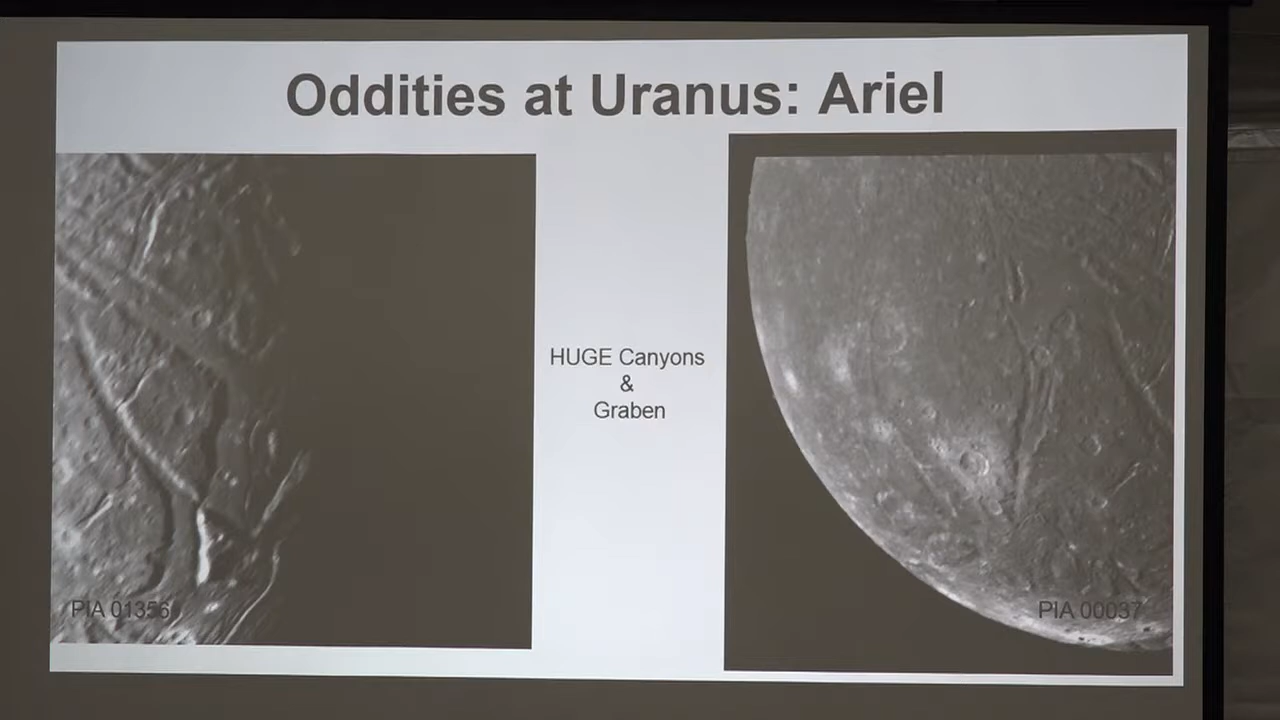 Oddities at Uranus: Ariel
HUGE Canyons
&
Graben
PIA 01356
PIA 00037